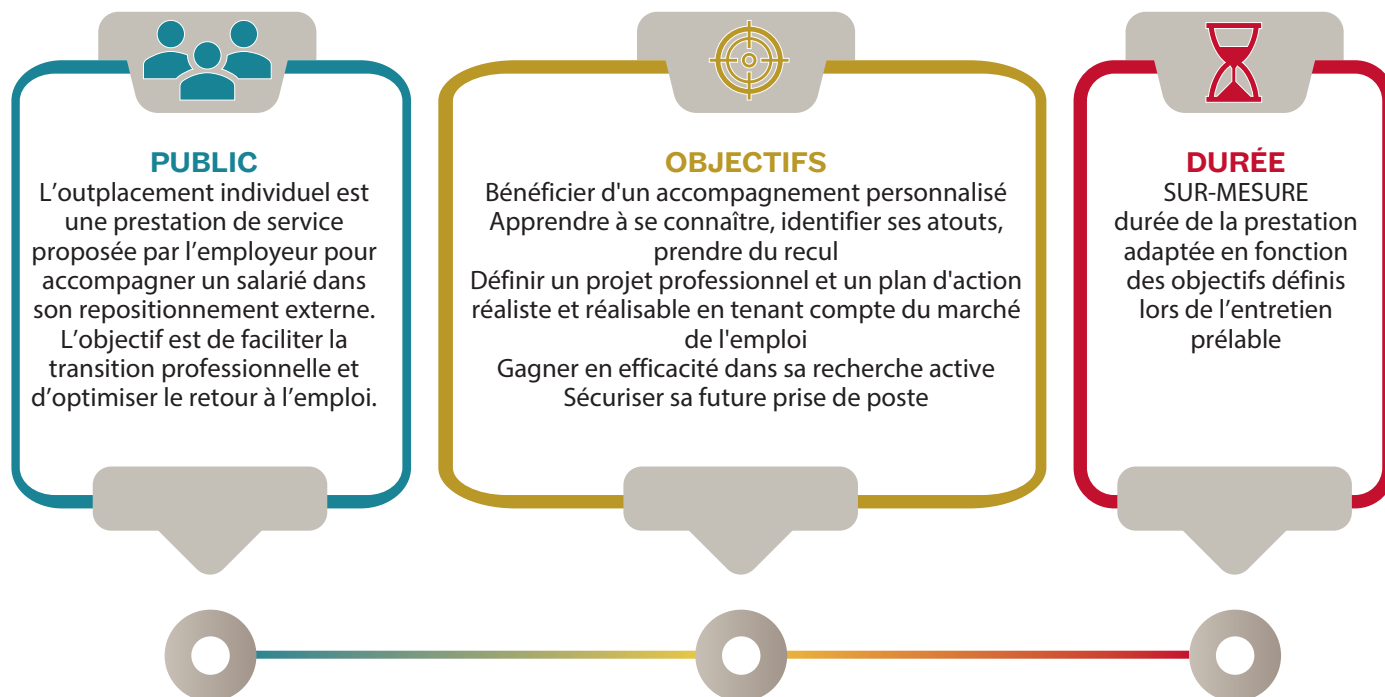 PUBLIC
L’outplacement individuel est
une prestation de service
proposée par l’employeur pour
accompagner un salarié dans
son repositionnement externe.
L’objectif est de faciliter la
transition professionnelle et
d’optimiser le retour à l’emploi.
OBJECTIFS
Bénéficier d'un accompagnement personnalisé
Apprendre à se connaître, identifier ses atouts,
prendre du recul
Définir un projet professionnel et un plan d'action
réaliste et réalisable en tenant compte du marché
de l'emploi
Gagner en efficacité dans sa recherche active
Sécuriser sa future prise de poste
DURÉE
SUR-MESURE
durée de la prestation
adaptée en fonction
des objectifs définis
lors de l’entretien
prélable